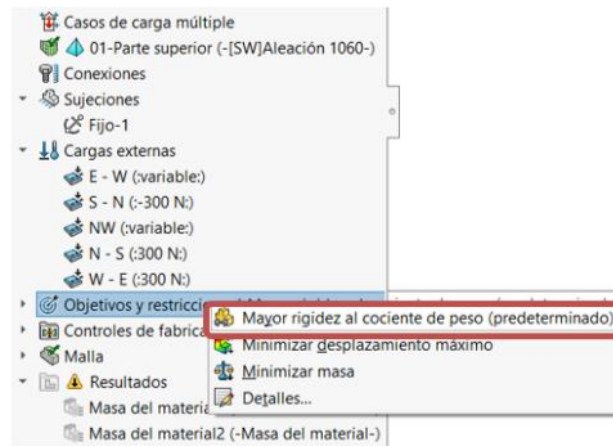 Casos de carga múltiple
01-Parte superior (-[SW]Aleación 1060-)
Conexiones
Sujeciones
Fijo-1
Cargas externas
E - W (:variable:)
S - N (:-300 N:)
NW (:variable:)
N - S (:300 N:)
W - E (:300 N:)
Objetivos y restriccio
Mayor rigidez al cociente de peso (predeterminado)
Controles de fabrica
Minimizar desplazamiento máximo
Malla
Minimizar masa
Resultados
Detalles...
Masa del materia
Masa del material2 (-Masa del material-)